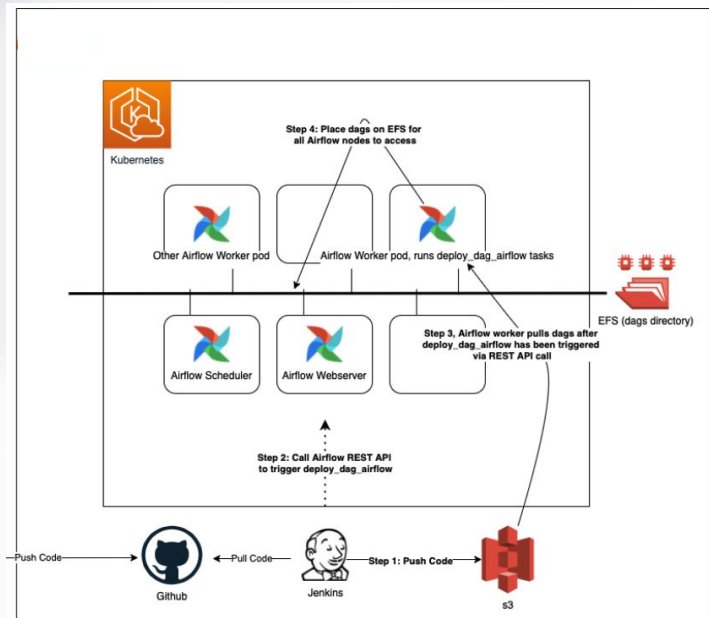 Step 4: Place dags on EFS for
all Airflow nodes to access
Kubernetes
Other Airflow Worker pod
Airflow Worker pod, runs deploy_dag_airflow tasks
EFS (dags directory)
Step 3, Airflow worker pulls dags after
deploy_dag_airflow has been triggered
via REST API call
Airflow Scheduler
Airflow Webserver
Step 2: Call Airflow REST API
to trigger deploy_dag_airflow
Push Code
Pull Code
Step 1: Push Code
Github
Jenkins
s3